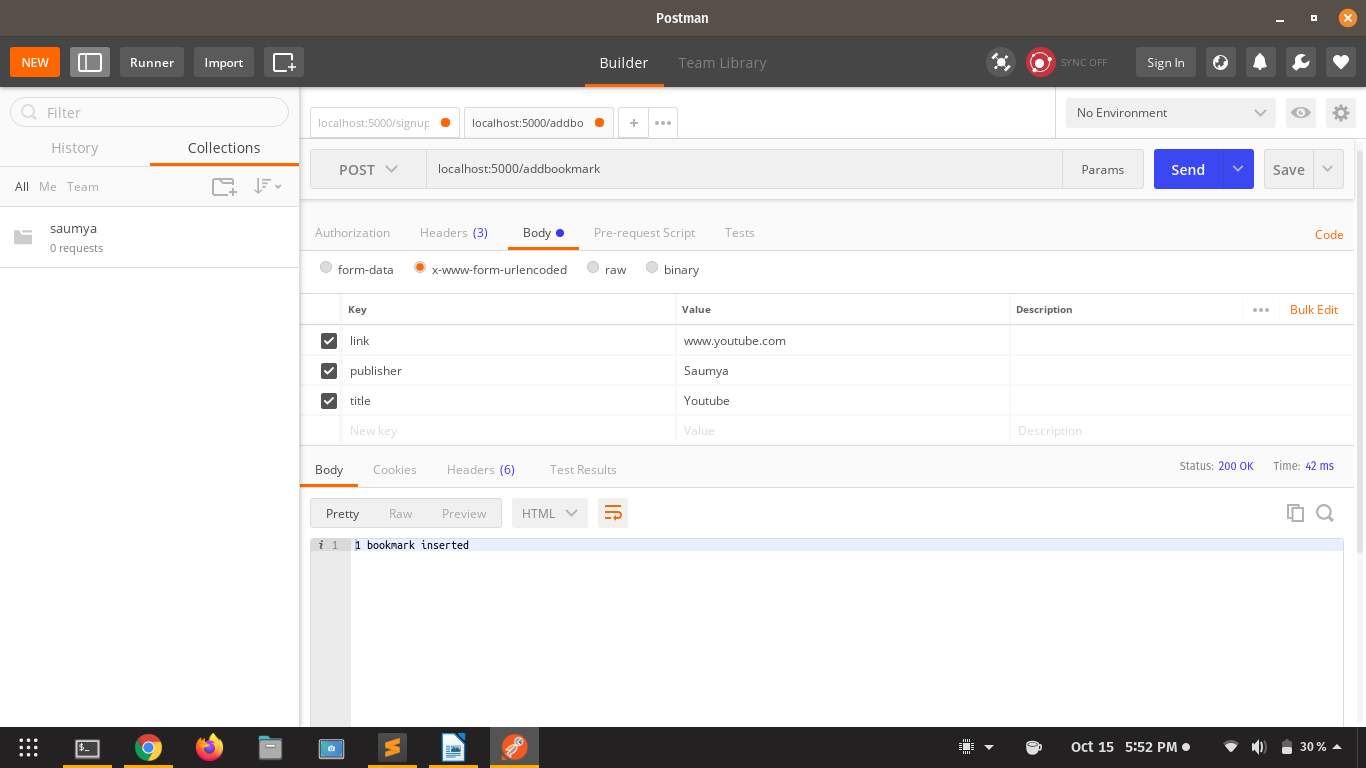 Postman
NEW
Runner
Import
Builder
Team Library
SYNC OFF
Sign In
Filter
History
Collections
All Me Team
saumya
0 requests
localhost:5000/signup
localhost:5000/addbo
No Environment
POST
localhost:5000/addbookmark
Params
Send
Save
Authorization
Headers (3)
Body
Pre-request Script
Tests
Code
form-data
x-www-form-urlencoded
raw
binary
Key Value Description
Bulk Edit
link www.youtube.com
publisher Saumya
title Youtube
New key Value Description
Body
Cookies
Headers (6)
Test Results
Status: 200 OK Time: 42 ms
Pretty
Raw
Preview
HTML
i 1 1 bookmark inserted
$_
Oct 15 5:52 PM
30 %